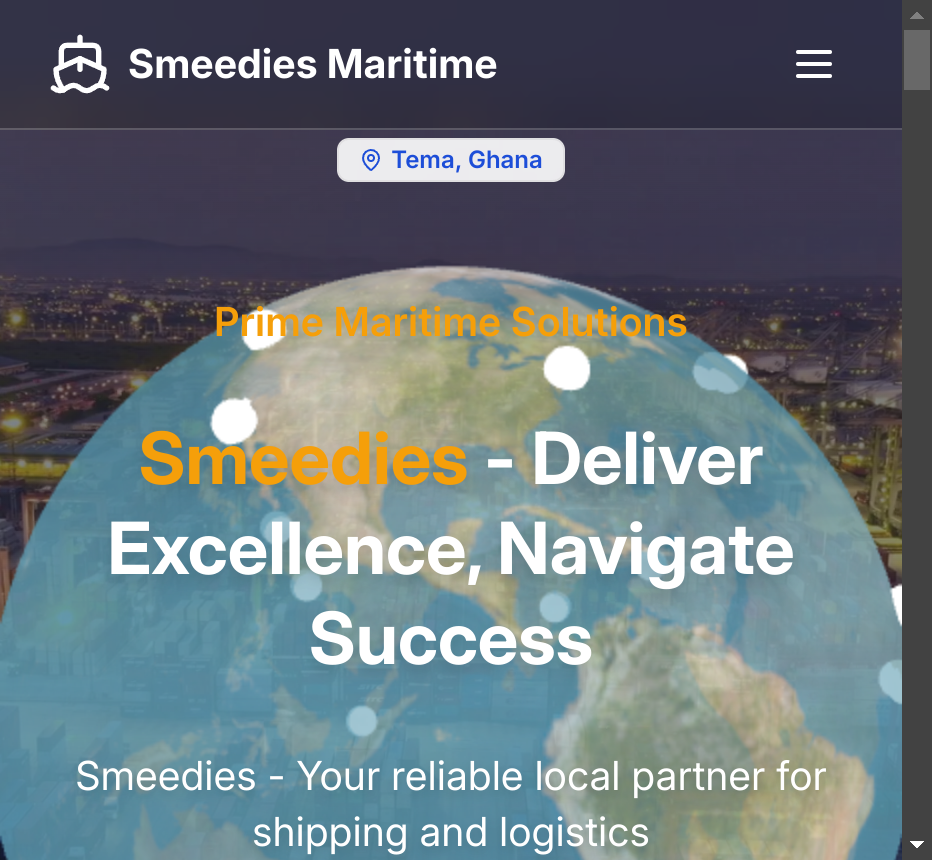 Smeedies Maritime
Tema, Ghana
Prime Maritime Solutions
Smeedies - Deliver
Excellence, Navigate
Success
Smeedies - Your reliable local partner for
shipping and logistics